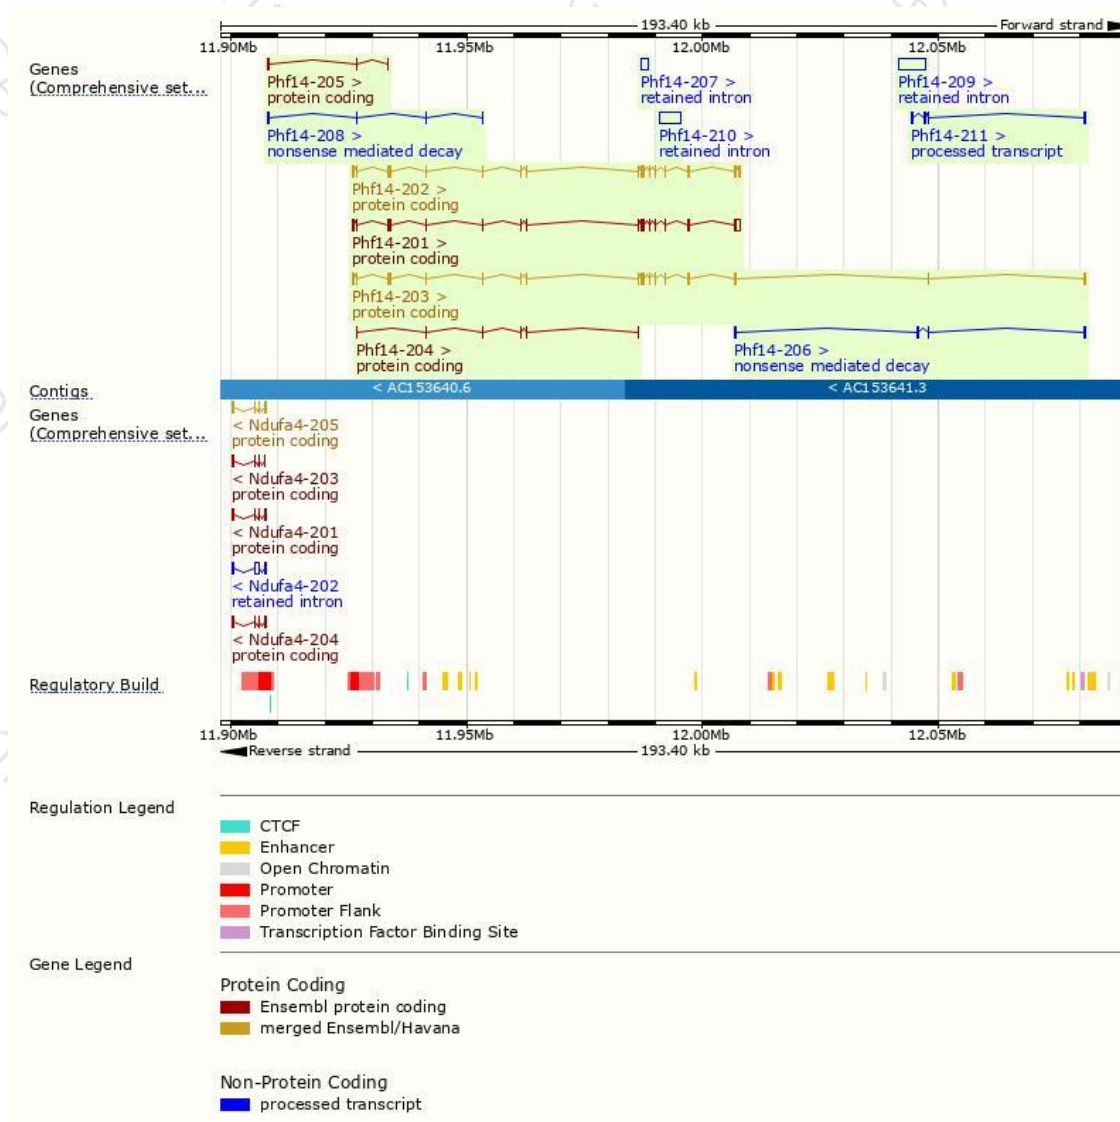 193.40 kb Forward strand
11.90Mb 11.95Mb 12.00Mb 12.05Mb
Genes
(Comprehensive set...
Phf14-205 >
protein coding
Phf14-207 >
retained intron
Phf14-209 >
retained intron
Phf14-208 >
nonsense mediated decay
Phf14-210 >
retained intron
Phf14-211 >
processed transcript
Phf14-202 >
protein coding
Phf14-201 >
protein coding
Phf14-203 >
protein coding
Phf14-204 >
protein coding
Phf14-206 >
nonsense mediated decay
Contigs
< AC153640.6
< AC153641.3
Genes
(Comprehensive set...
< Ndufa4-205
protein coding
< Ndufa4-203
protein coding
< Ndufa4-201
protein coding
< Ndufa4-202
retained intron
< Ndufa4-204
protein coding
Regulatory Build
11.90Mb 11.95Mb 12.00Mb 12.05Mb
Reverse strand 193.40 kb
Regulation Legend
CTCF
Enhancer
Open Chromatin
Promoter
Promoter Flank
Transcription Factor Binding Site
Gene Legend
Protein Coding
Ensembl protein coding
merged Ensembl/Havana
Non-Protein Coding
processed transcript